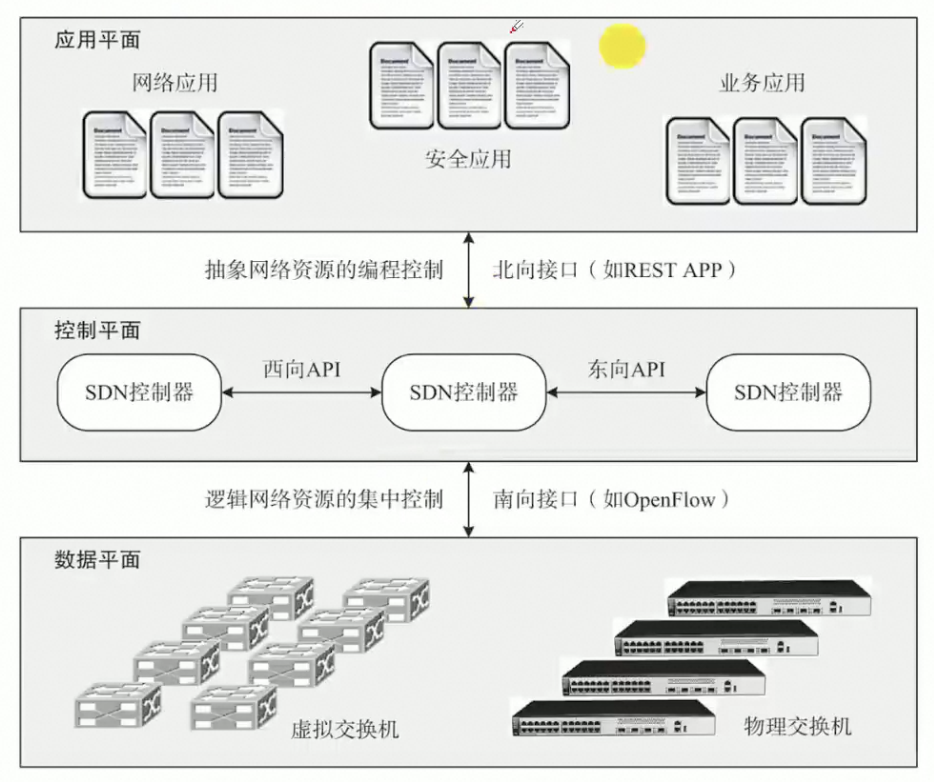 应用平面
网络应用
Document Document Document
安全应用
Document Document Document
业务应用
Document Document Document
抽象网络资源的编程控制
北向接口（如REST APP）
控制平面
SDN控制器
西向API
SDN控制器
东向API
SDN控制器
逻辑网络资源的集中控制
南向接口（如OpenFlow）
数据平面
虚拟交换机
物理交换机